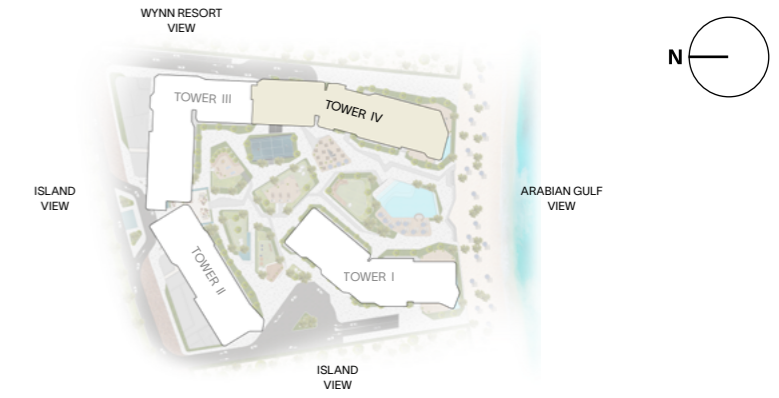 WYNN RESORT
VIEW
N
TOWER III
TOWER IV
ISLAND
VIEW
ARABIAN GULF
VIEW
TOWER II
TOWER I
ISLAND
VIEW